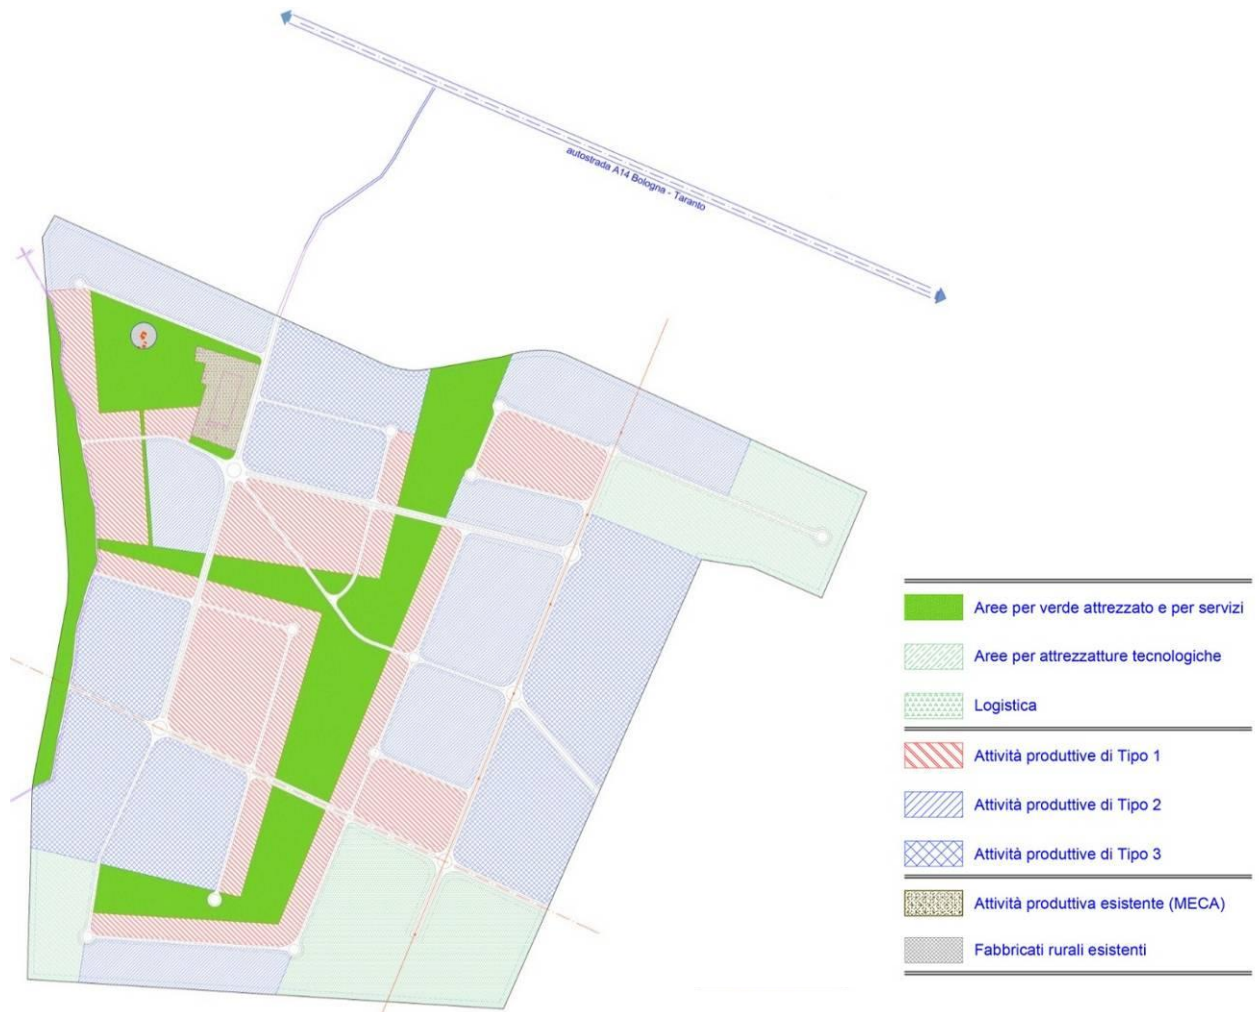 autostrada A14 Bologna - Taranto
Aree per verde attrezzato e per servizi
Aree per attrezzature tecnologiche
Logistica
Attività produttive di Tipo 1
Attività produttive di Tipo 2
Attività produttive di Tipo 3
Attività produttiva esistente (MECA)
Fabbricati rurali esistenti